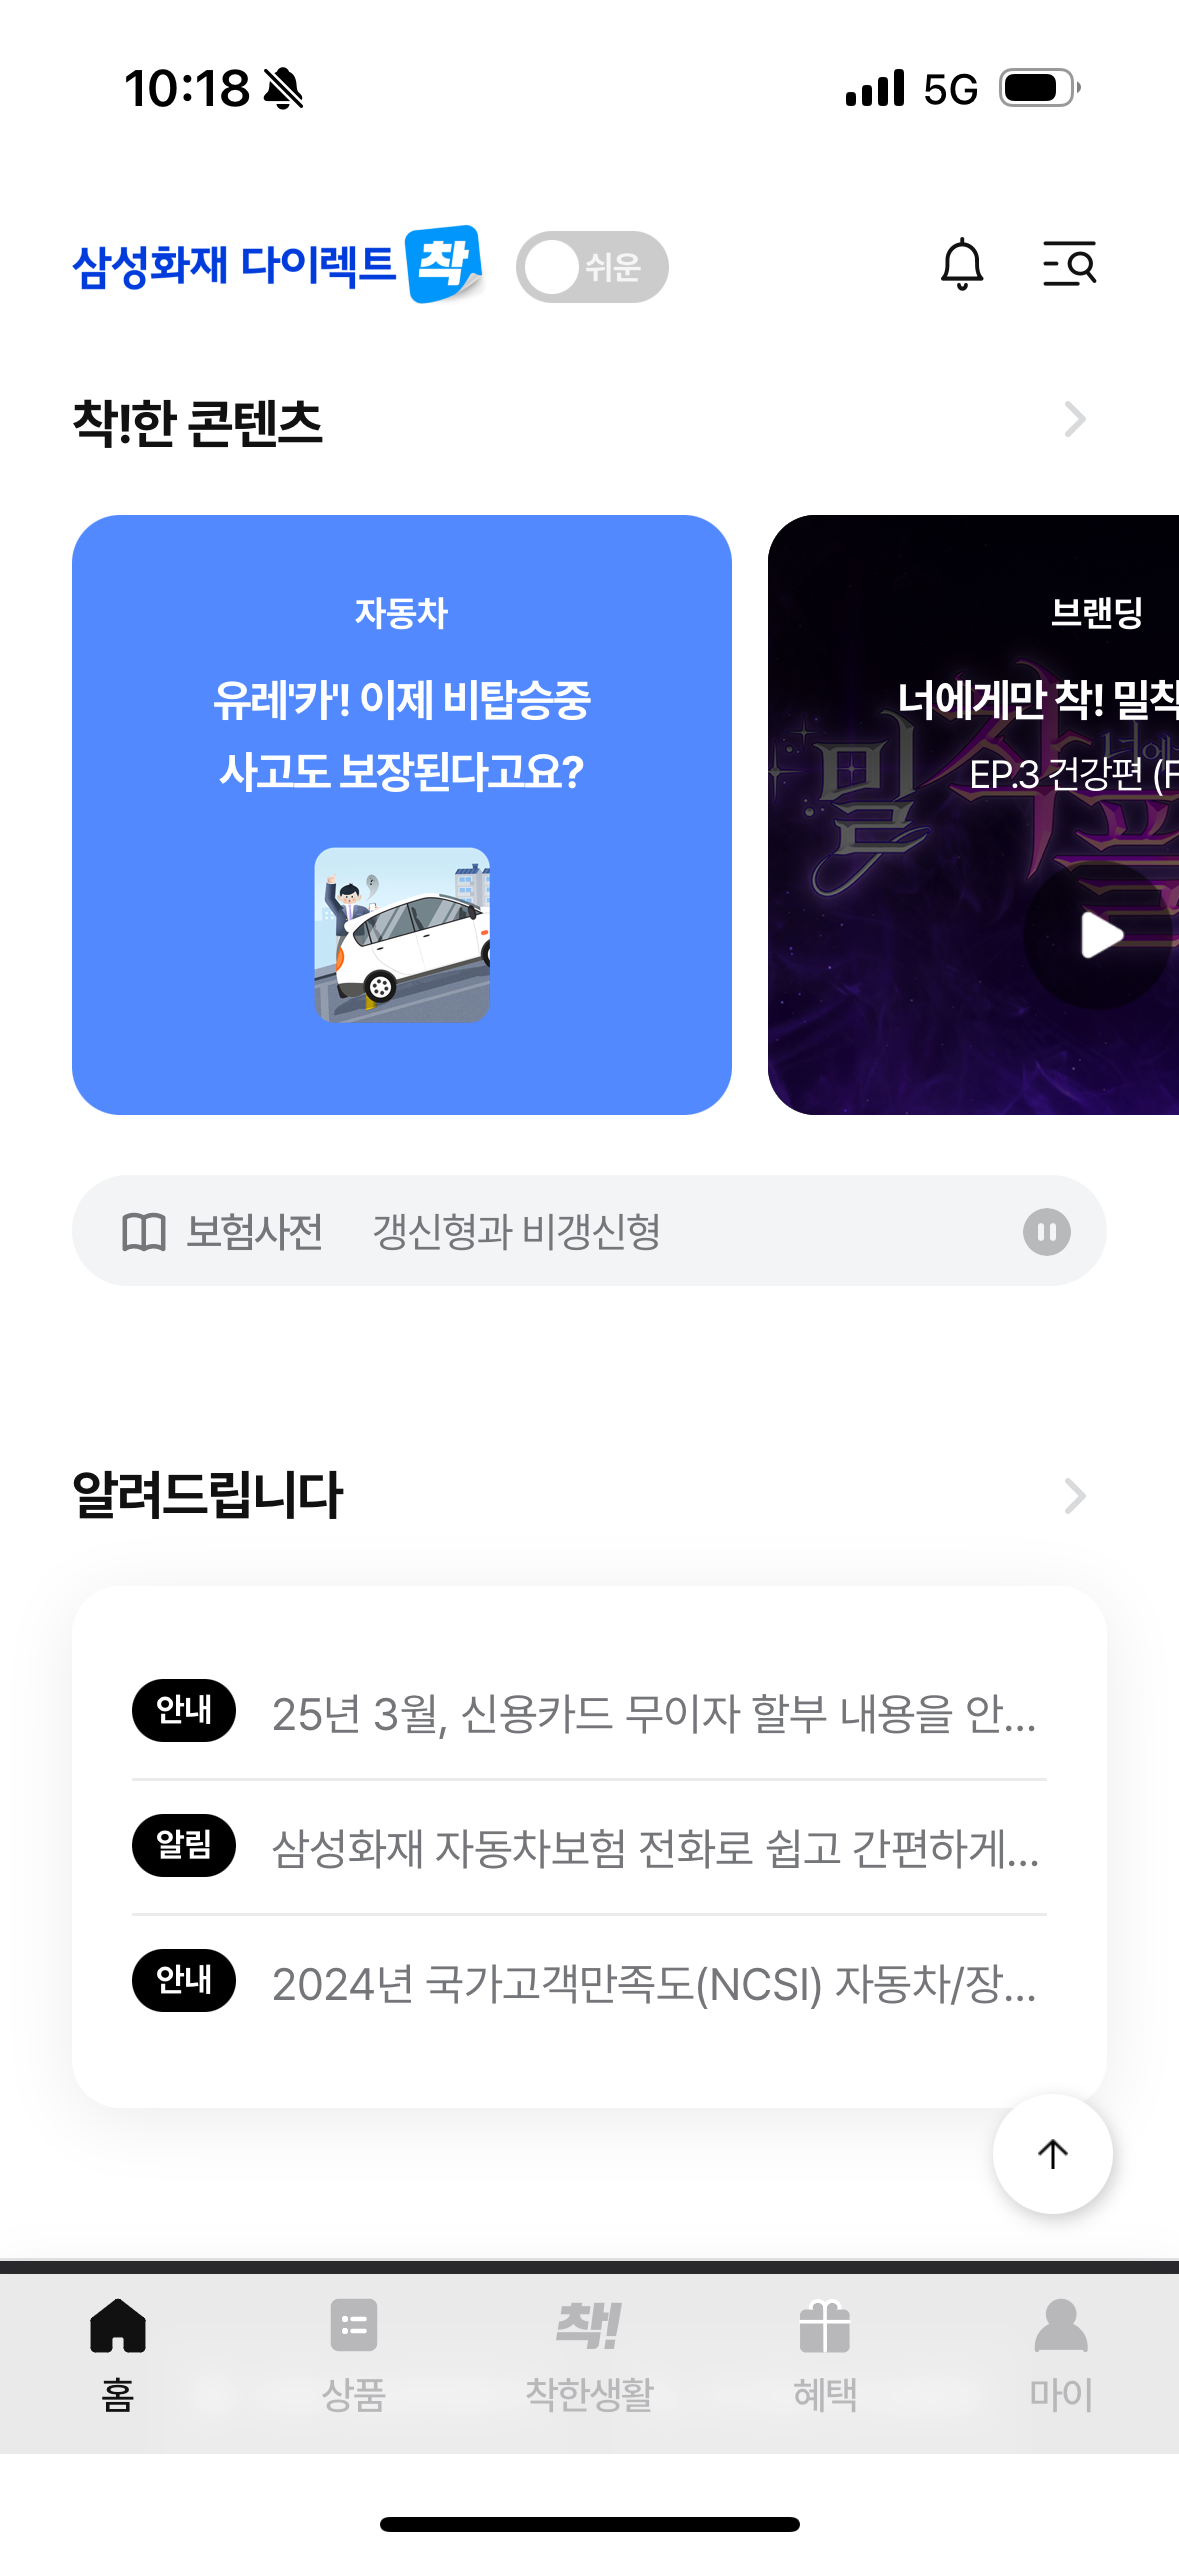 10:18
5G
삼성화재 다이렉트 착
쉬운
착!한 콘텐츠
자동차
유레'카'! 이제 비탑승중
사고도 보장된다고요?
브랜딩
너에게만 착! 밀착
EP.3 건강편 (F
밀착
너에
플
보험사전
갱신형과 비갱신형
알려드립니다
안내
25년 3월, 신용카드 무이자 할부 내용을 안...
알림
삼성화재 자동차보험 전화로 쉽고 간편하게...
안내
2024년 국가고객만족도(NCSI) 자동차/장...
착!
홈
상품
착한생활
혜택
마이